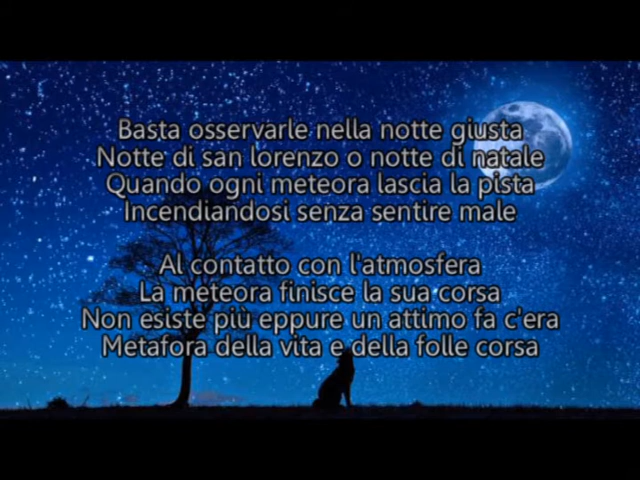 Basta osservarle nella notte giusta
Notte di san lorenzo o notte di natale
Quando ogni meteora lascia la pista
Incendiandosi senza sentire male
Al contatto con l'atmosfera
La meteora finisce la sua corsa
Non esiste più eppure un attimo fa c'era
Metafora della vita e della folle corsa